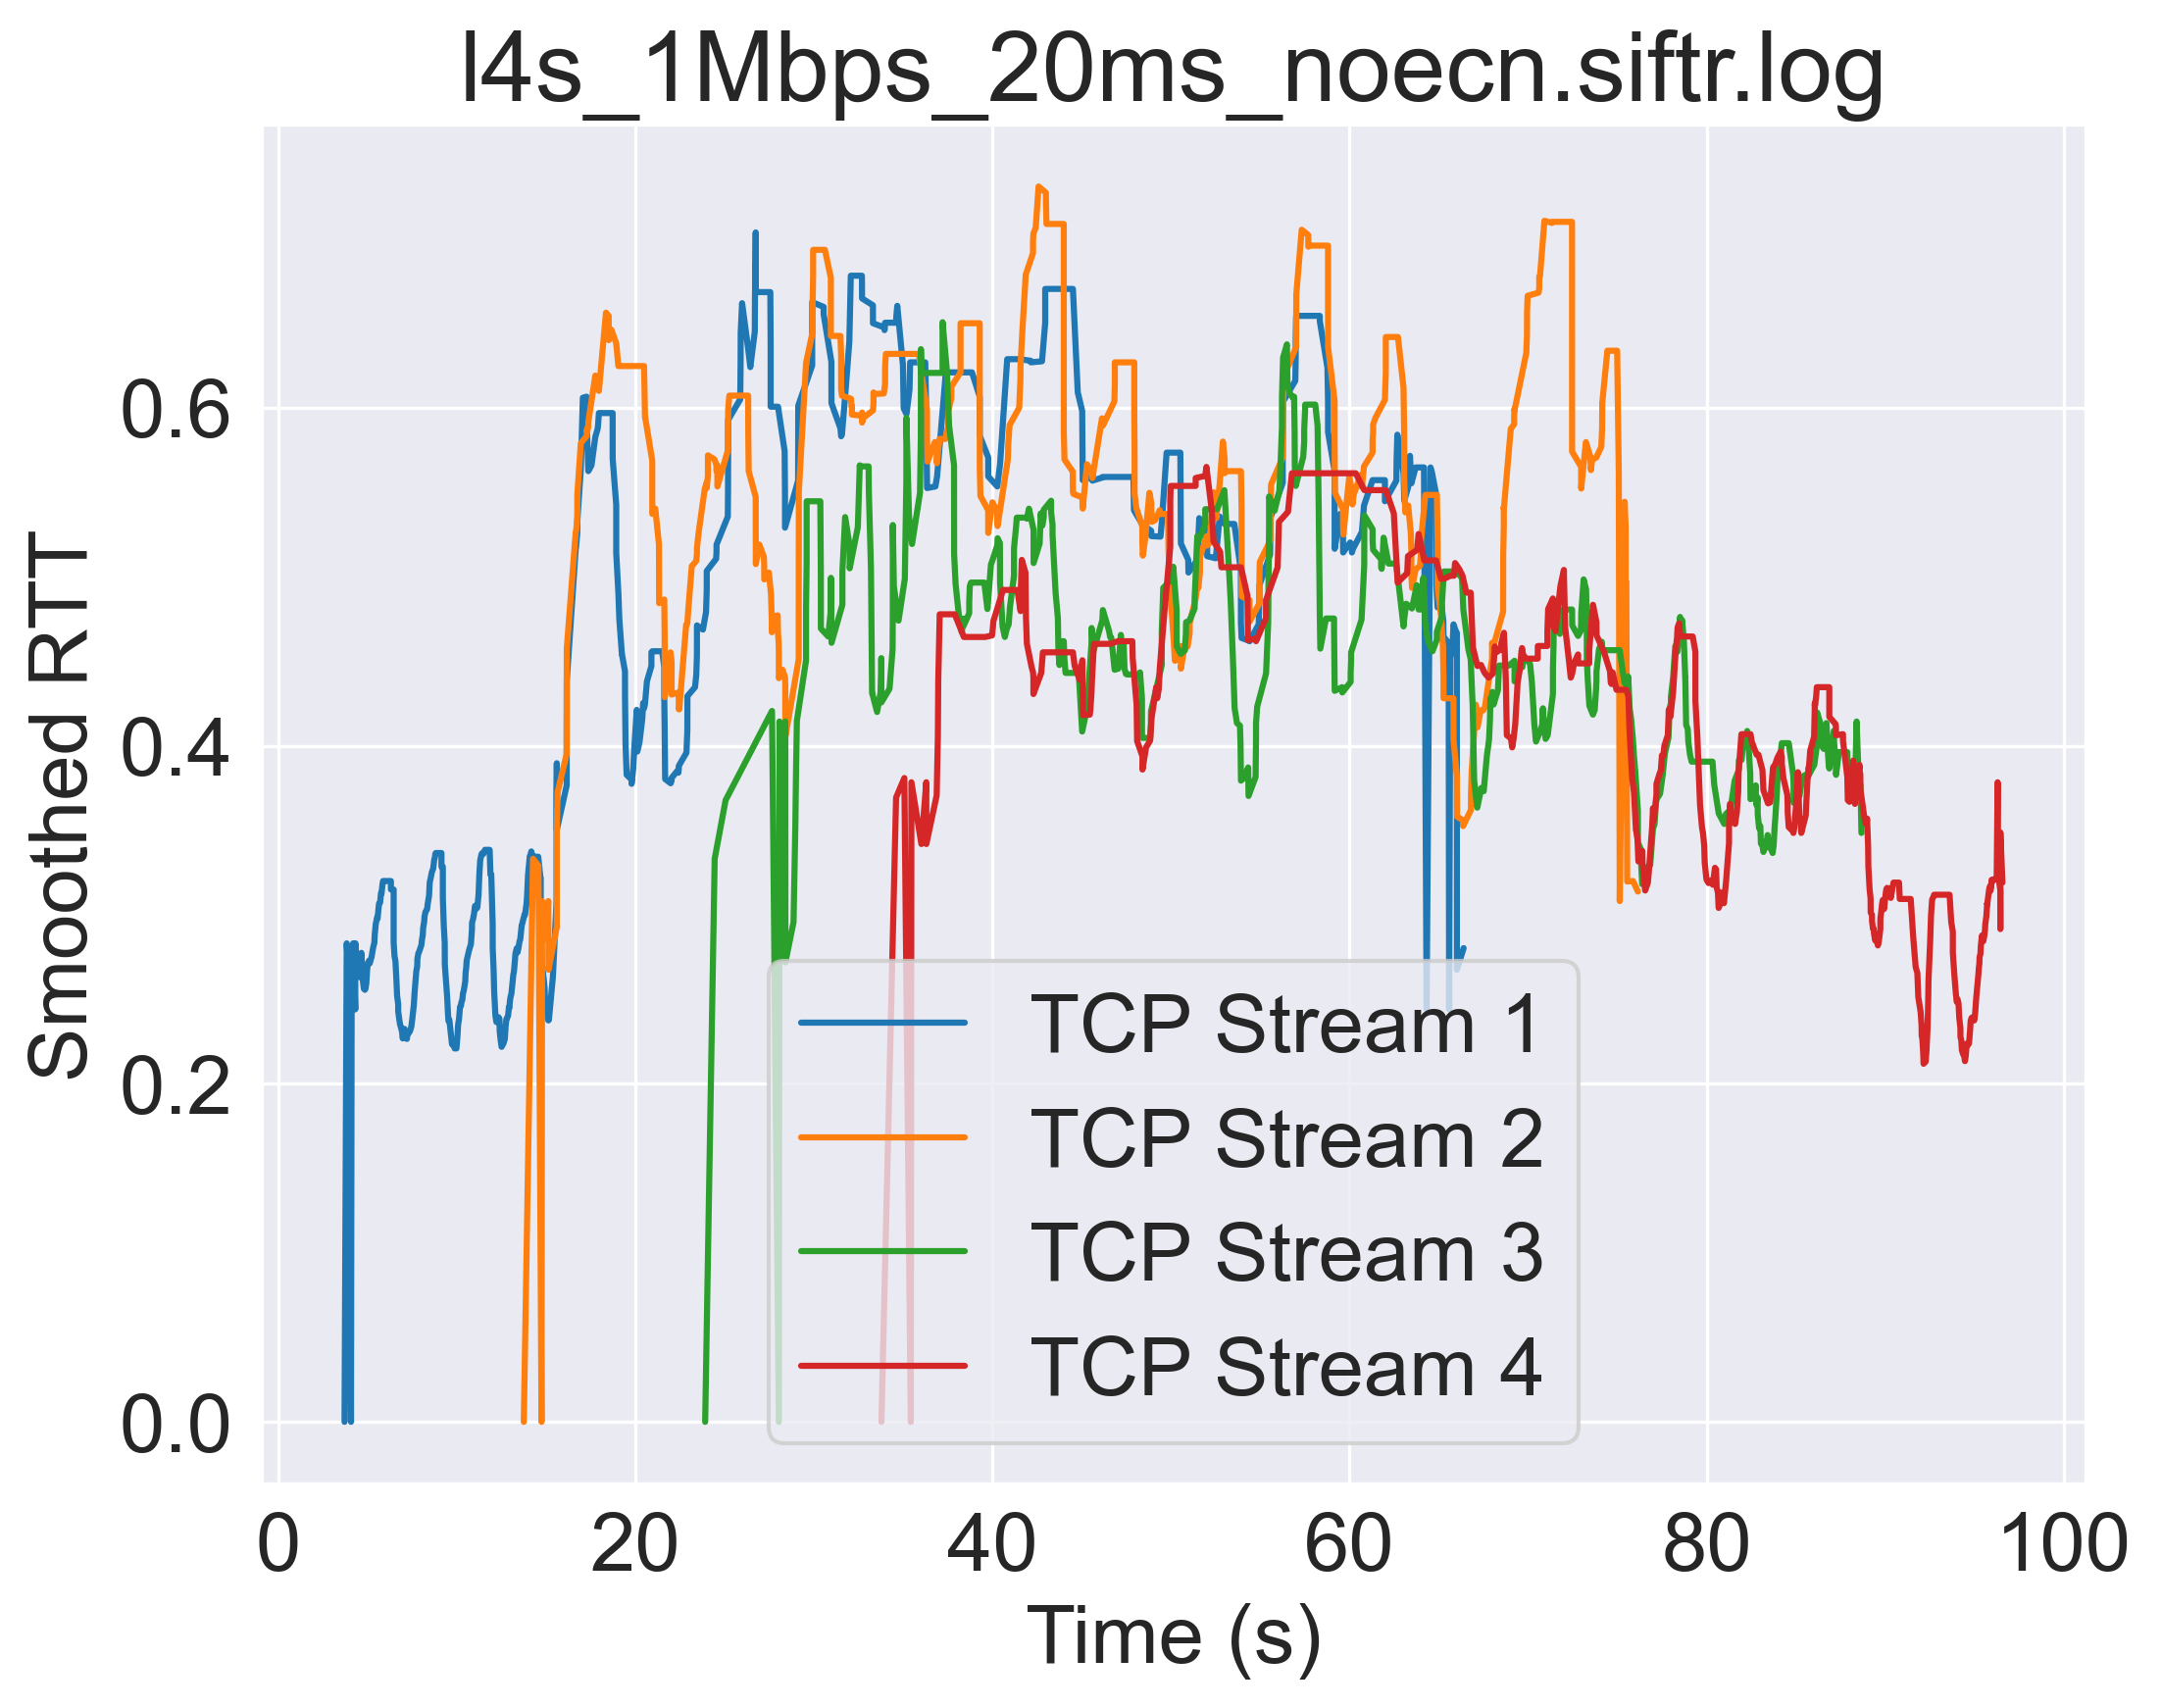 l4s_1Mbps_20ms_noecn.siftr.log
Smoothed RTT
0.6
0.4
0.2
0.0
TCP Stream 1
TCP Stream 2
TCP Stream 3
TCP Stream 4
0 20 40 60 80 100
Time (s)